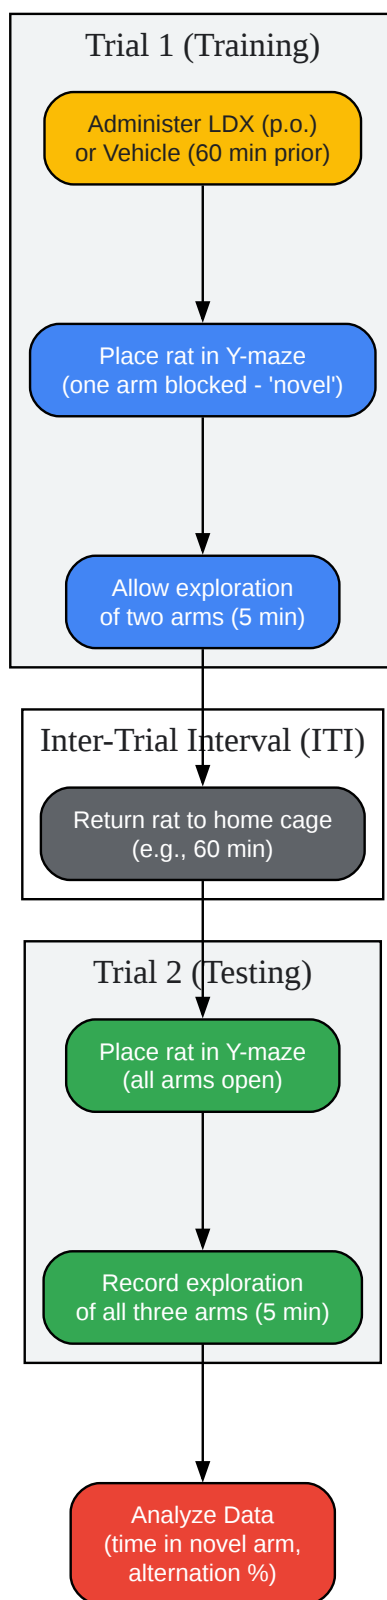 Trial 1 (Training)
Administer LDX (p.o.)
or Vehicle (60 min prior)
Place rat in Y-maze
(one arm blocked - 'novel')
Allow exploration
of two arms (5 min)
Inter-Trial Interval (ITI)
Return rat to home cage
(e.g., 60 min)
Trial 2 (Testing)
Place rat in Y-maze
(all arms open)
Record exploration
of all three arms (5 min)
Analyze Data
(time in novel arm,
alternation %)